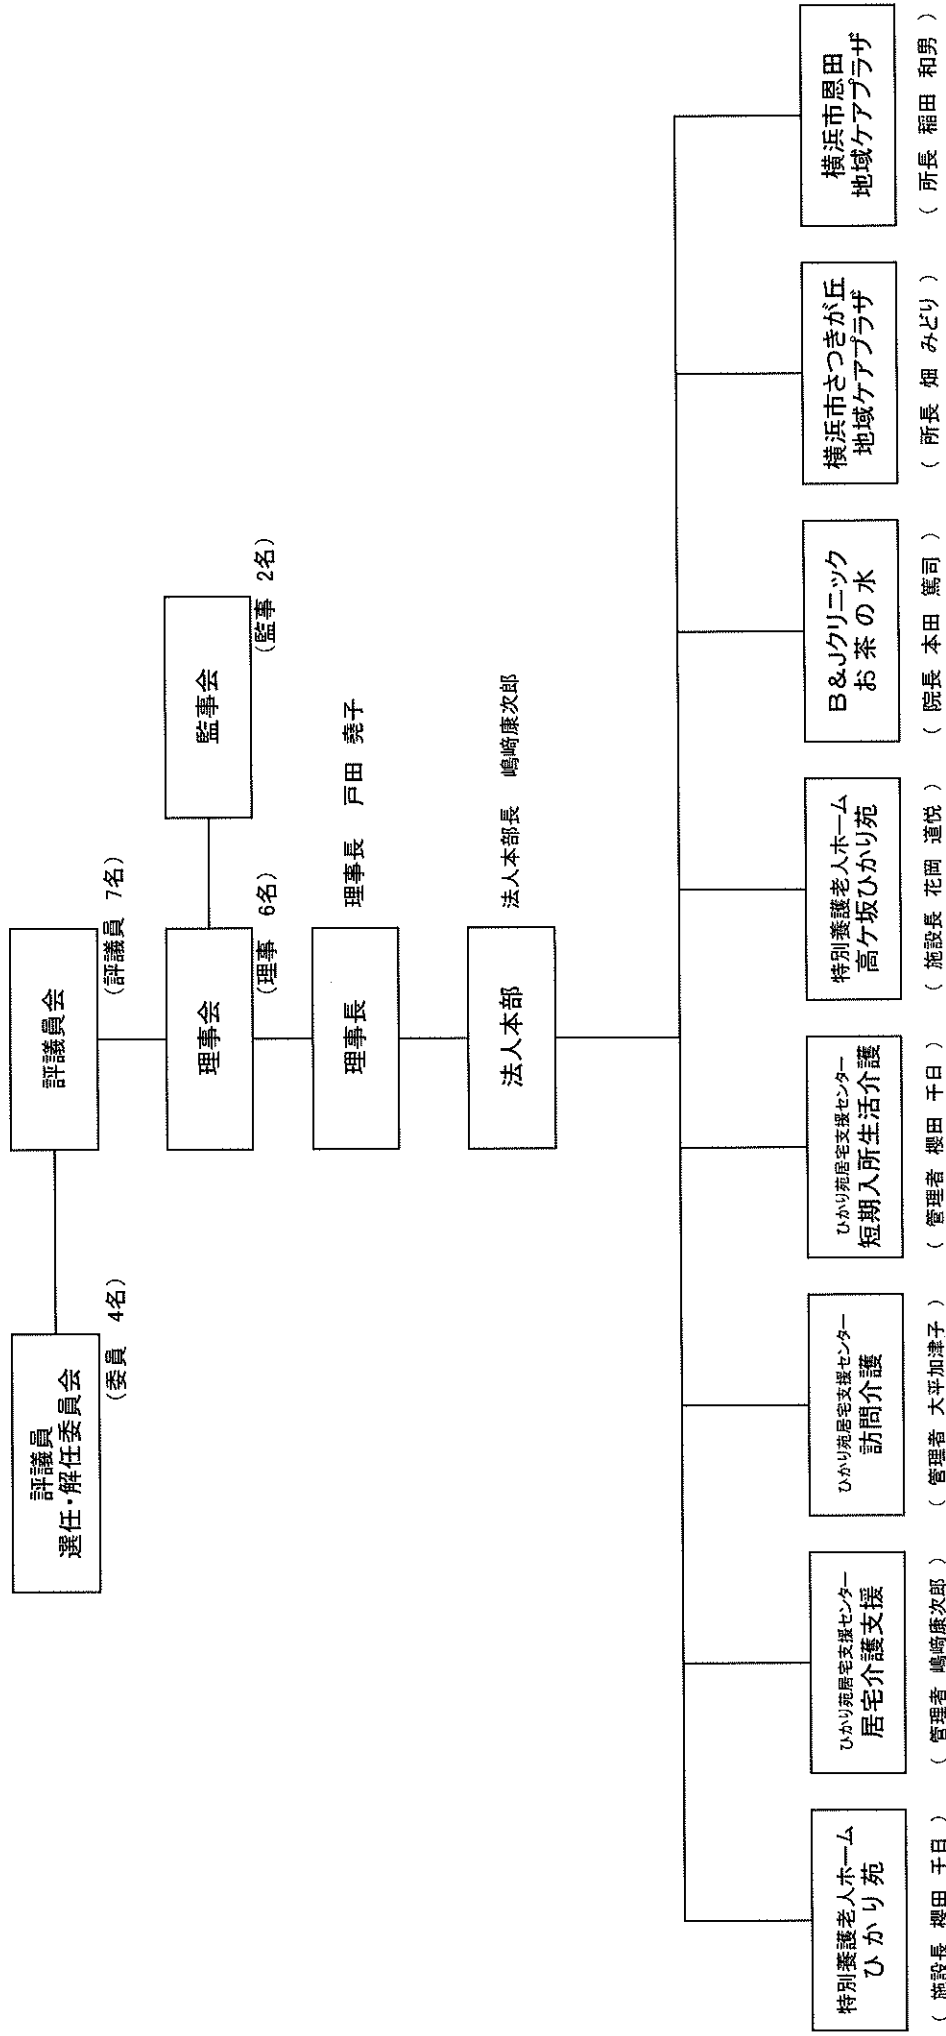 評議員
選任・解任委員会
(委員 4名)
評議員会
(評議員 7名)
理事会
(理事 6名)
監事会
(監事 2名)
理事長
理事長 戸田 堯子
法人本部
法人本部長 嶋﨑康次郎
特別養護老人ホーム
ひ か り 苑
( 施設長 櫻田 千日 )
ひかり苑居宅支援センター
居宅介護支援
( 管理者 嶋﨑康次郎 )
ひかり苑居宅支援センター
訪問介護
( 管理者 大平加津子 )
ひかり苑居宅支援センター
短期入所生活介護
( 管理者 櫻田 千日 )
特別養護老人ホーム
高ケ坂ひかり苑
( 施設長 花岡 道悦 )
B&Jクリニック
お 茶 の 水
( 院長 本田 篤司 )
横浜市さつきが丘
地域ケアプラザ
( 所長 畑 みどり )
横浜市恩田
地域ケアプラザ
( 所長 稲田 和男 )